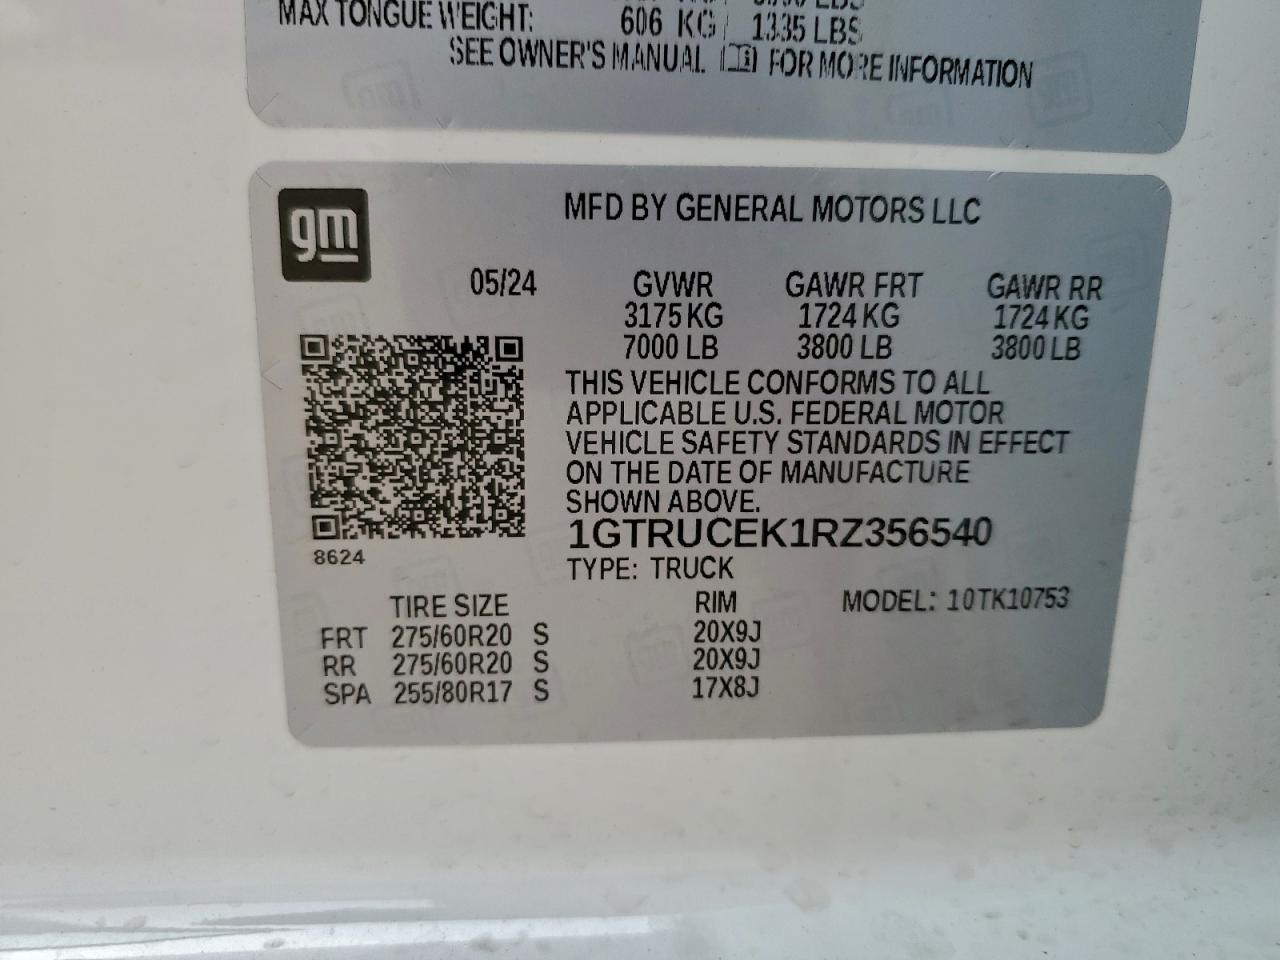 MAX TONGUE WEIGHT: 606 KG / 1335 LBS
SEE OWNER'S MANUAL FOR MORE INFORMATION
gm
MFD BY GENERAL MOTORS LLC
05/24 GVWR GAWR FRT GAWR RR
3175 KG 1724 KG 1724 KG
7000 LB 3800 LB 3800 LB
THIS VEHICLE CONFORMS TO ALL
APPLICABLE U.S. FEDERAL MOTOR
VEHICLE SAFETY STANDARDS IN EFFECT
ON THE DATE OF MANUFACTURE
SHOWN ABOVE.
1GTRUCEK1RZ356540
8624
TYPE: TRUCK
TIRE SIZE RIM MODEL: 10TK10753
FRT 275/60R20 S 20X9J
RR 275/60R20 S 20X9J
SPA 255/80R17 S 17X8J